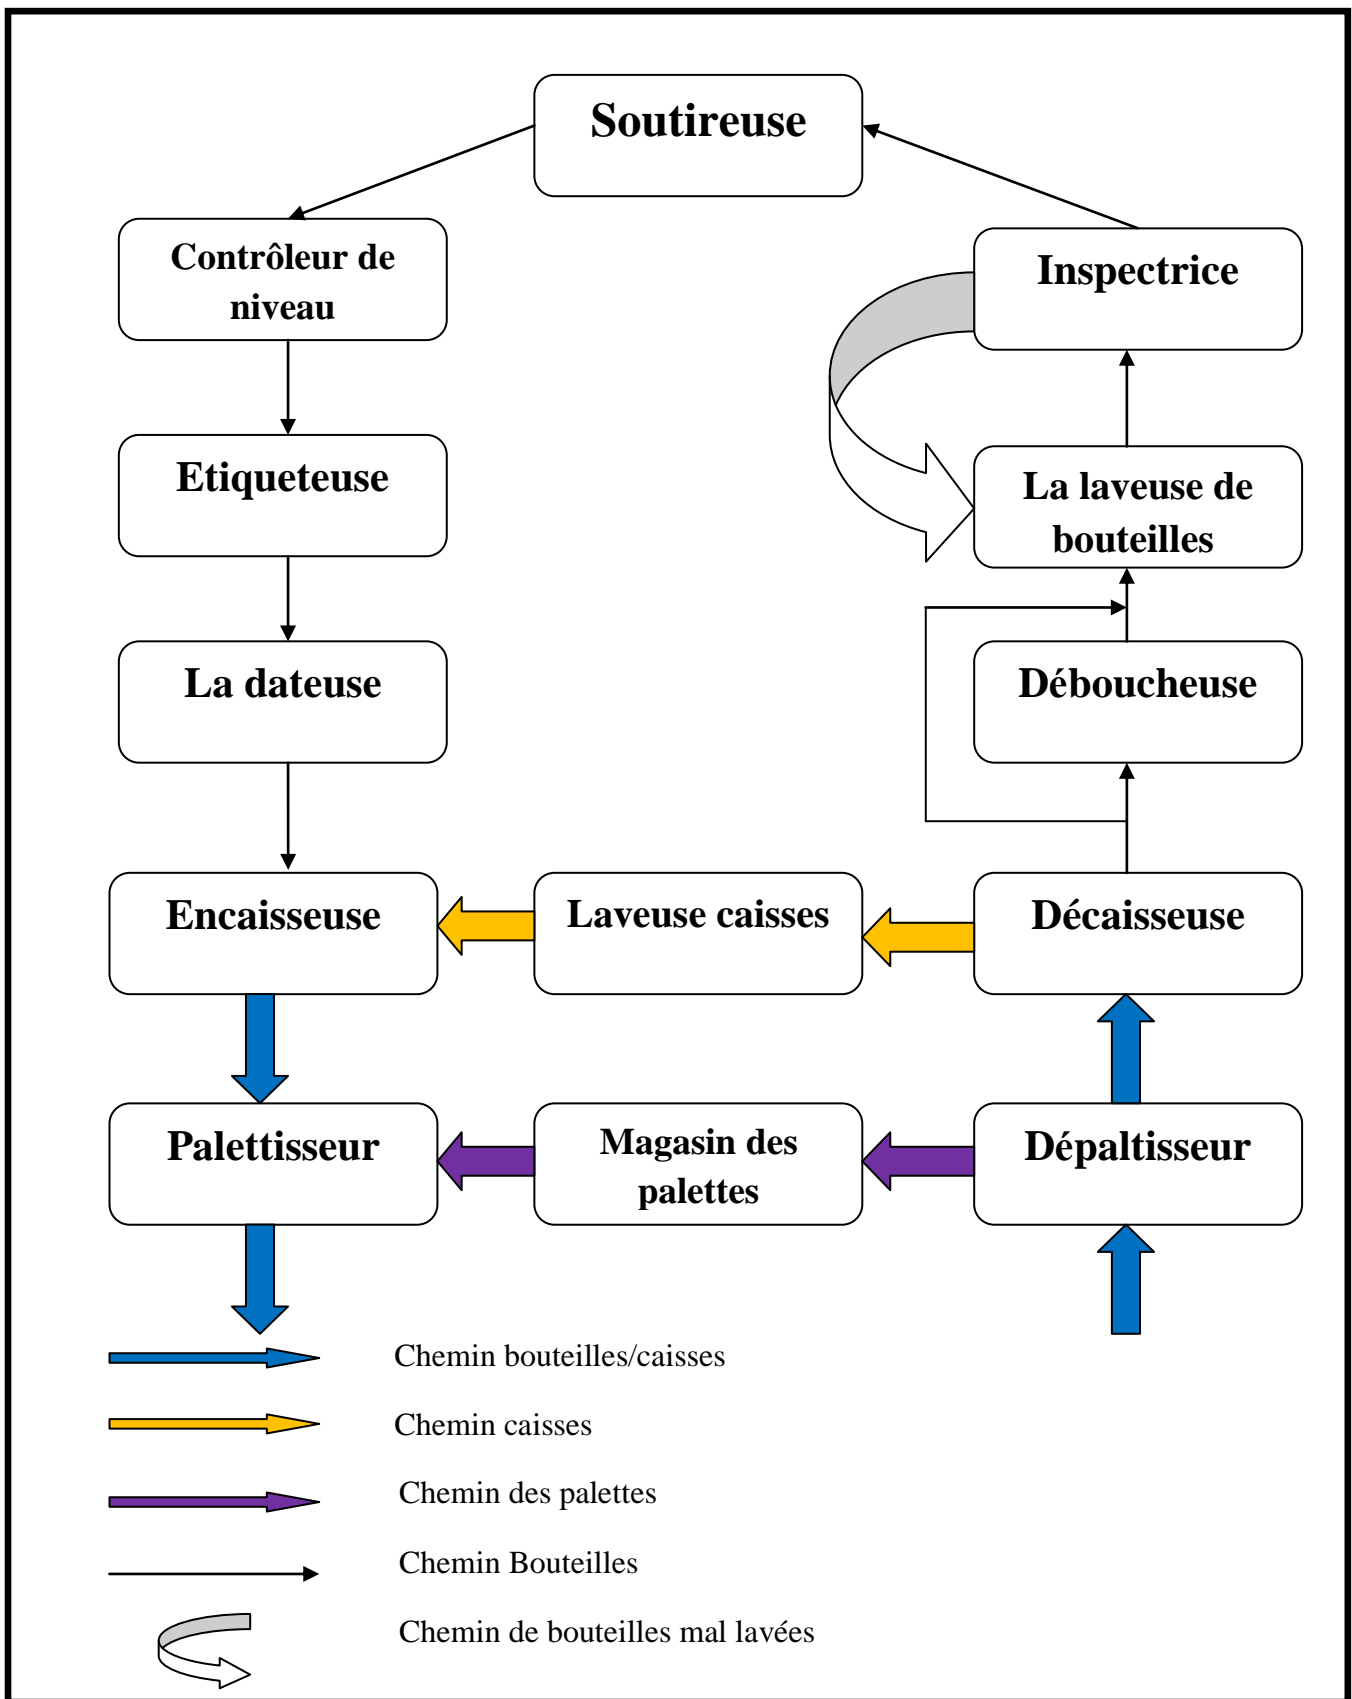 Soutireuse
Contrôleur de
niveau
Inspectrice
Etiqueteuse
La laveuse de
bouteilles
La dateuse
Déboucheuse
Encaisseuse
Laveuse caisses
Décaisseuse
Palettisseur
Magasin des
palettes
Dépaltisseur
Chemin bouteilles/caisses
Chemin caisses
Chemin des palettes
Chemin Bouteilles
Chemin de bouteilles mal lavées